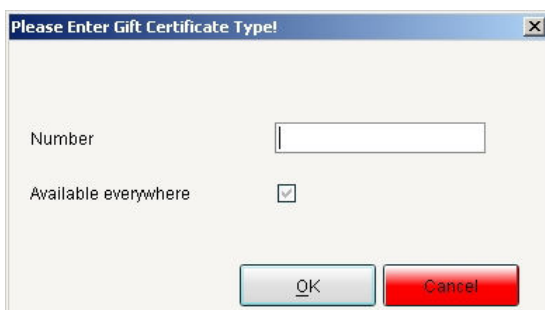 Please Enter Gift Certificate Type!
Number
Available everywhere
OK Cancel